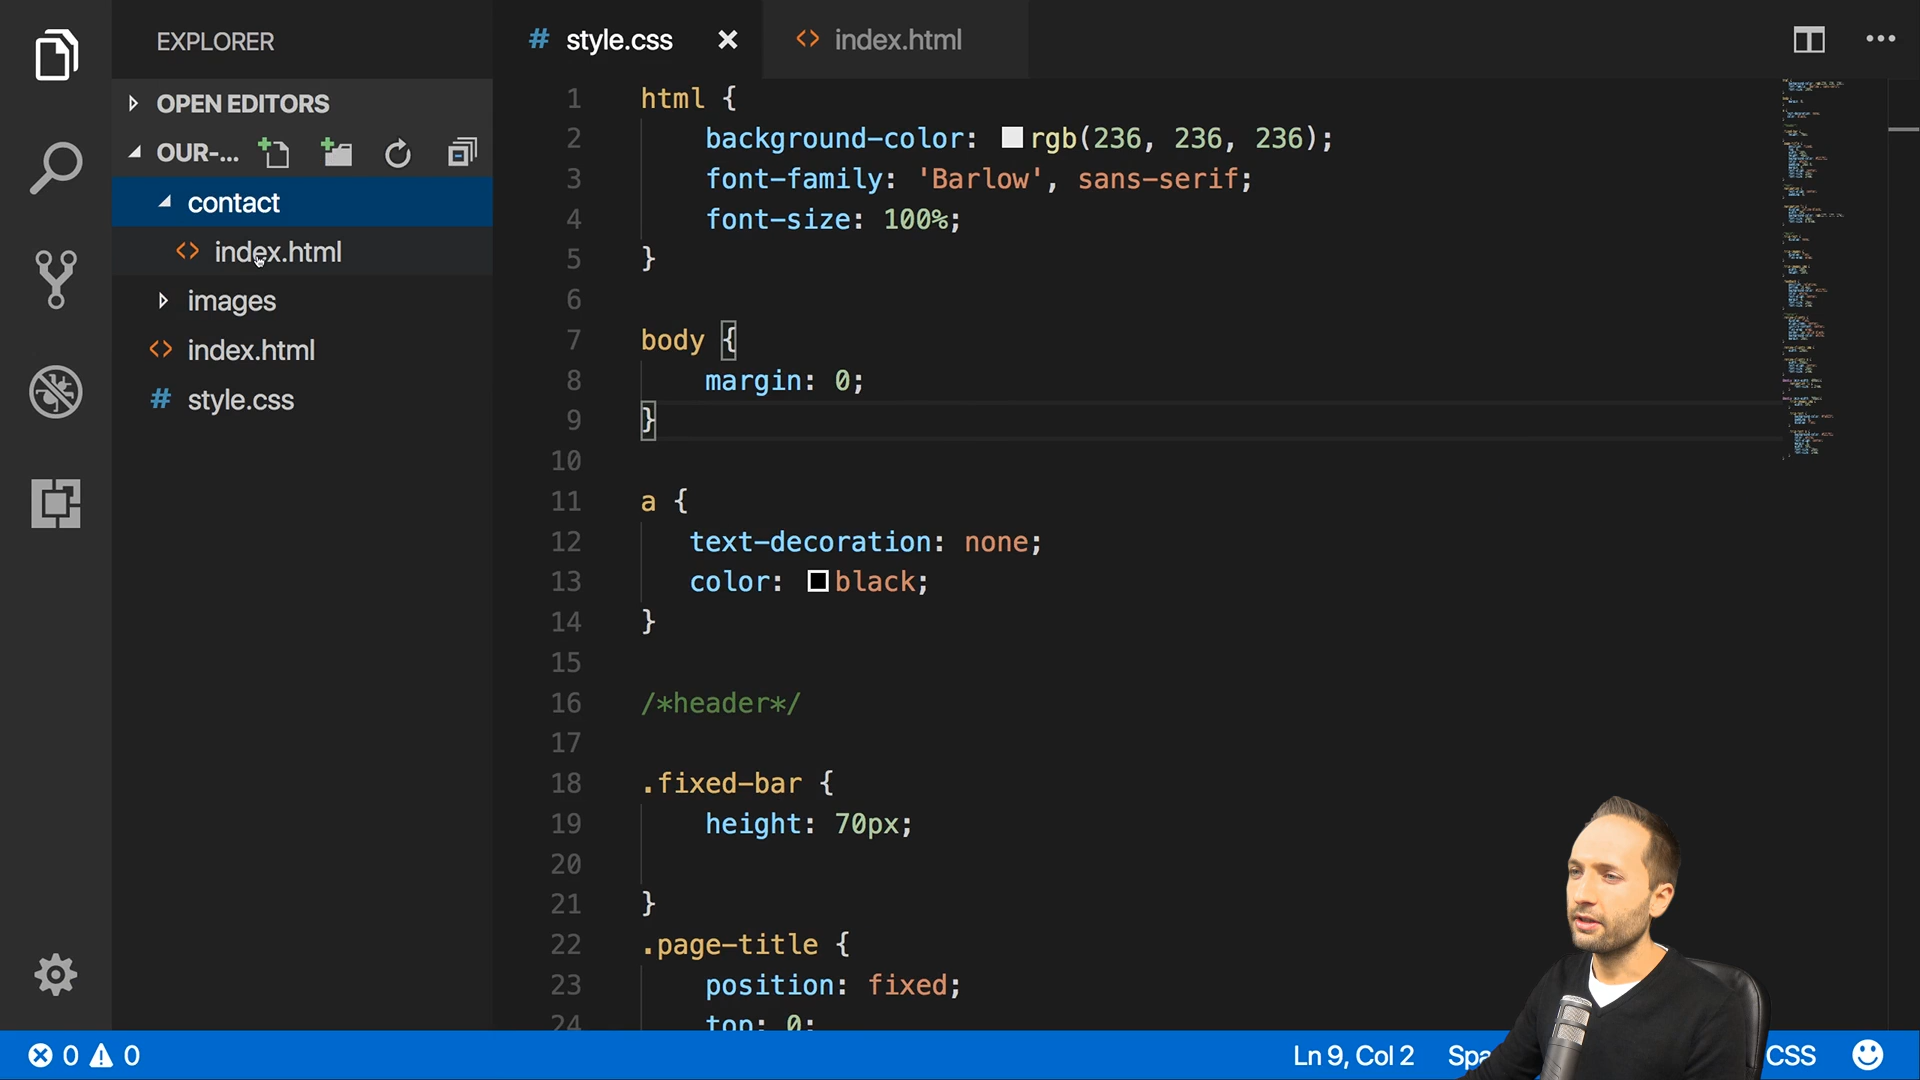 EXPLORER
OPEN EDITORS
OUR-...
contact
index.html
images
index.html
style.css
# style.css
index.html
1 html {
2 background-color: rgb(236, 236, 236);
3 font-family: 'Barlow', sans-serif;
4 font-size: 100%;
5 }
6
7 body {
8 margin: 0;
9 }
10
11 a {
12 text-decoration: none;
13 color: black;
14 }
15
16 /*header*/
17
18 .fixed-bar {
19 height: 70px;
20
21 }
22 .page-title {
23 position: fixed;
24 top: 0;
0 0
Ln 9, Col 2
Spa
CSS